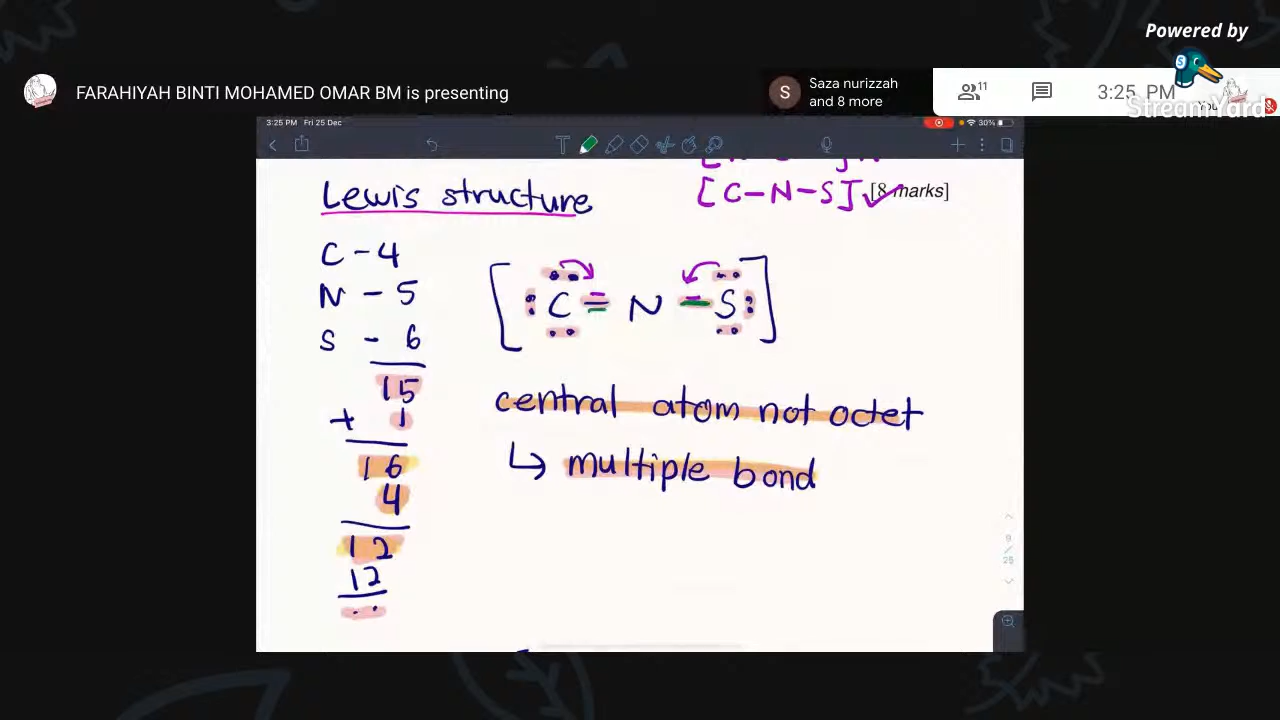 Powered by
StreamYard
FARAHIYAH BINTI MOHAMED OMAR BM is presenting
S
Saza nurizzah
and 8 more
11
3:25 PM
3:25 PM Fri 25 Dec
30%
Lewis structure
[C-N-S] [8 marks]
C - 4
N - 5
S - 6
15
+ 1
16
4
12
12
[C = N = S]
central atom not octet
↳ multiple bond
9
/
25